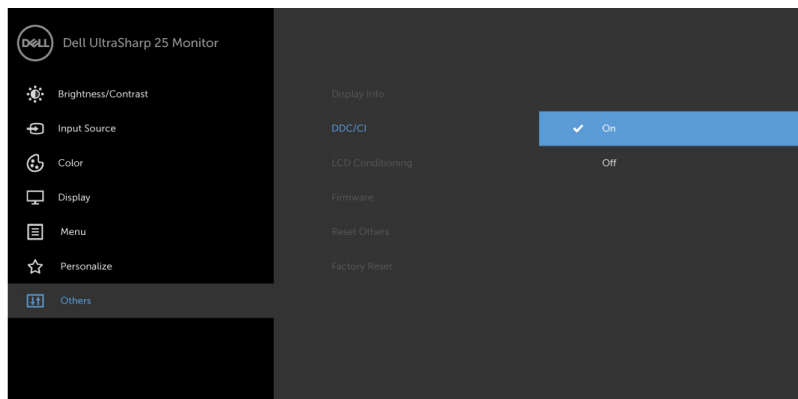 DELL Dell UltraSharp 25 Monitor
Brightness/Contrast
Display Info
Input Source
DDC/CI
On
Color
LCD Conditioning
Off
Display
Firmware
Menu
Reset Others
Personalize
Factory Reset
Others